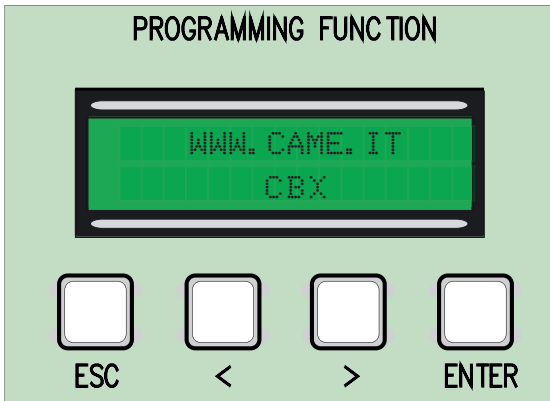 PROGRAMMING FUNCTION
WWW. CAME. IT
CBX
ESC < > ENTER